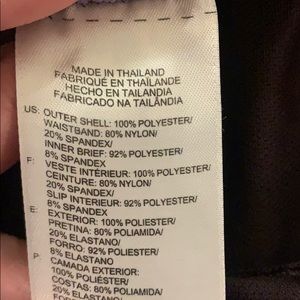 MADE IN THAILAND
FABRIQUÉ EN THAÏLANDE
HECHO EN TAILANDIA
FABRICADO NA TAILÂNDIA
US: OUTER SHELL: 100% POLYESTER/
WAISTBAND: 80% NYLON/
20% SPANDEX/
INNER BRIEF: 92% POLYESTER/
8% SPANDEX
F: VESTE INTÉRIEUR: 100% POLYESTER/
CEINTURE: 80% NYLON/
20% SPANDEX/
SLIP INTERIOR: 92% POLYESTER/
8% SPANDEX
E: EXTERIOR: 100% POLIESTER/
PRETINA: 80% POLIAMIDA/
20% ELASTANO/
FORRO: 92% POLIESTER/
8% ELASTANO
P: CAMADA EXTERIOR:
100% POLIÉSTER/
COSTAS: 80% POLIAMIDA/
20% ELASTANO/